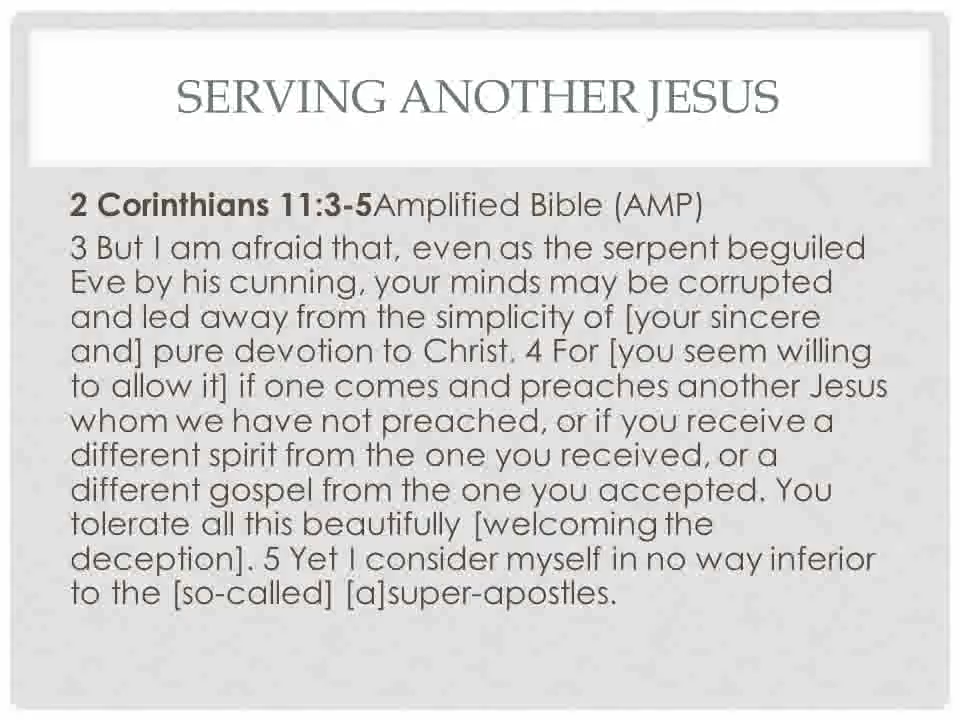 SERVING ANOTHER JESUS
2 Corinthians 11:3-5Amplified Bible (AMP)
3 But I am afraid that, even as the serpent beguiled
Eve by his cunning, your minds may be corrupted
and led away from the simplicity of [your sincere
and] pure devotion to Christ. 4 For [you seem willing
to allow it] if one comes and preaches another Jesus
whom we have not preached, or if you receive a
different spirit from the one you received, or a
different gospel from the one you accepted. You
tolerate all this beautifully [welcoming the
deception]. 5 Yet I consider myself in no way inferior
to the [so-called] [a]super-apostles.